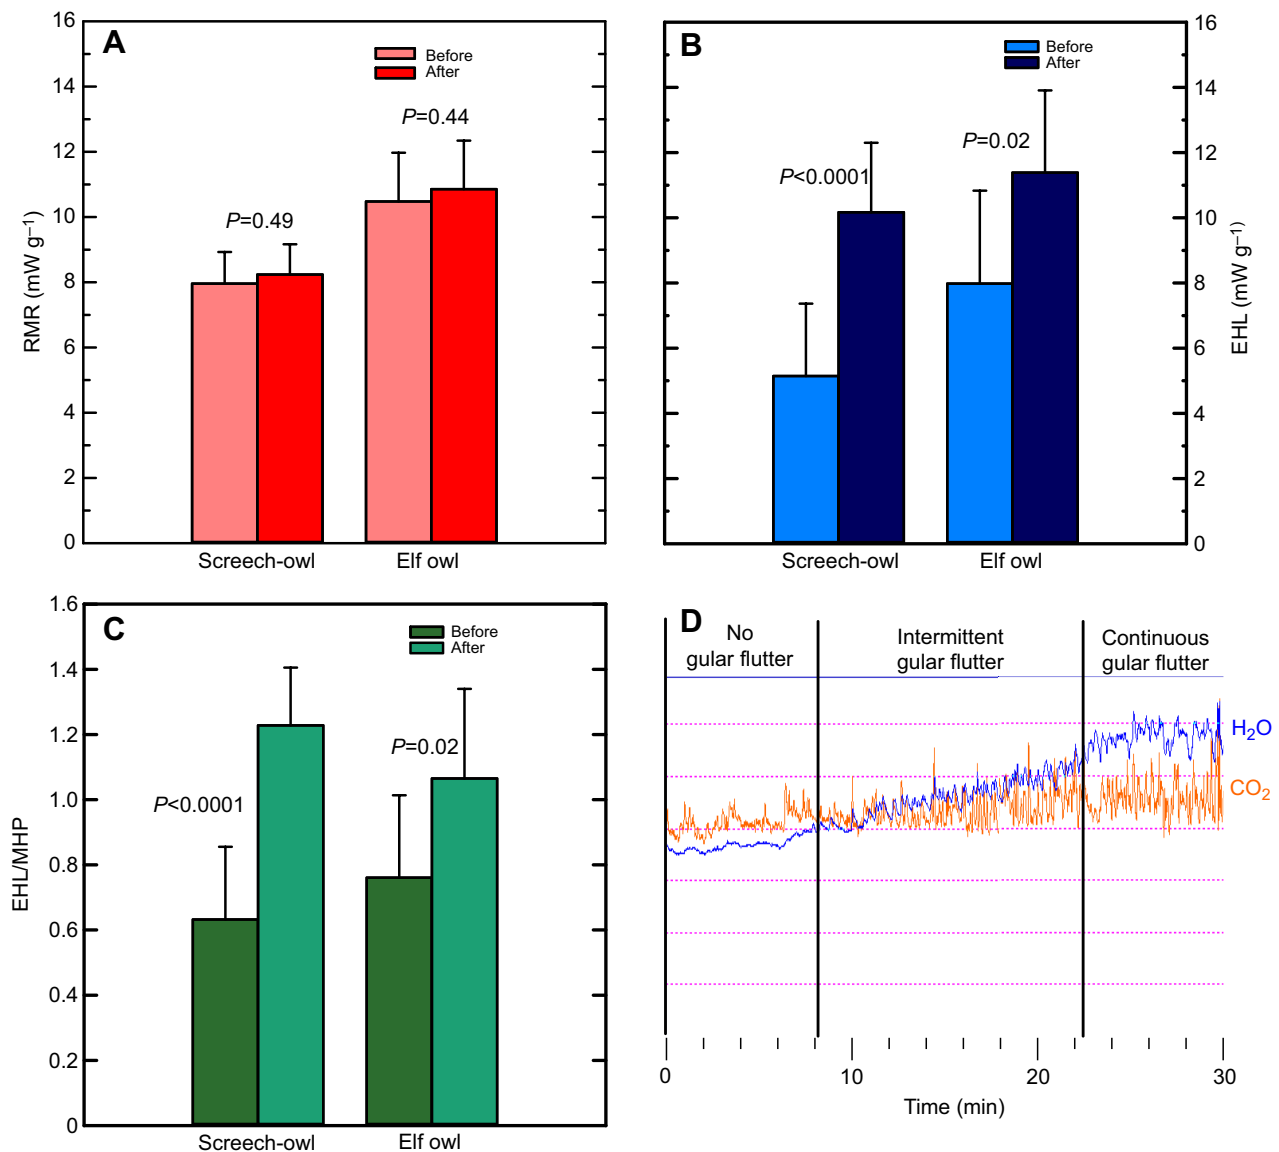 A
Before
After
P=0.49
P=0.44
RMR (mW g⁻¹)
16
14
12
10
8
6
4
2
0
Screech-owl Elf owl
B
Before
After
P<0.0001
P=0.02
EHL (mW g⁻¹)
16
14
12
10
8
6
4
2
0
Screech-owl Elf owl
C
Before
After
P<0.0001
P=0.02
EHL/MHP
1.6
1.4
1.2
1.0
0.8
0.6
0.4
0.2
0
Screech-owl Elf owl
D
No
gular flutter
Intermittent
gular flutter
Continuous
gular flutter
H₂O
CO₂
0 10 20 30
Time (min)